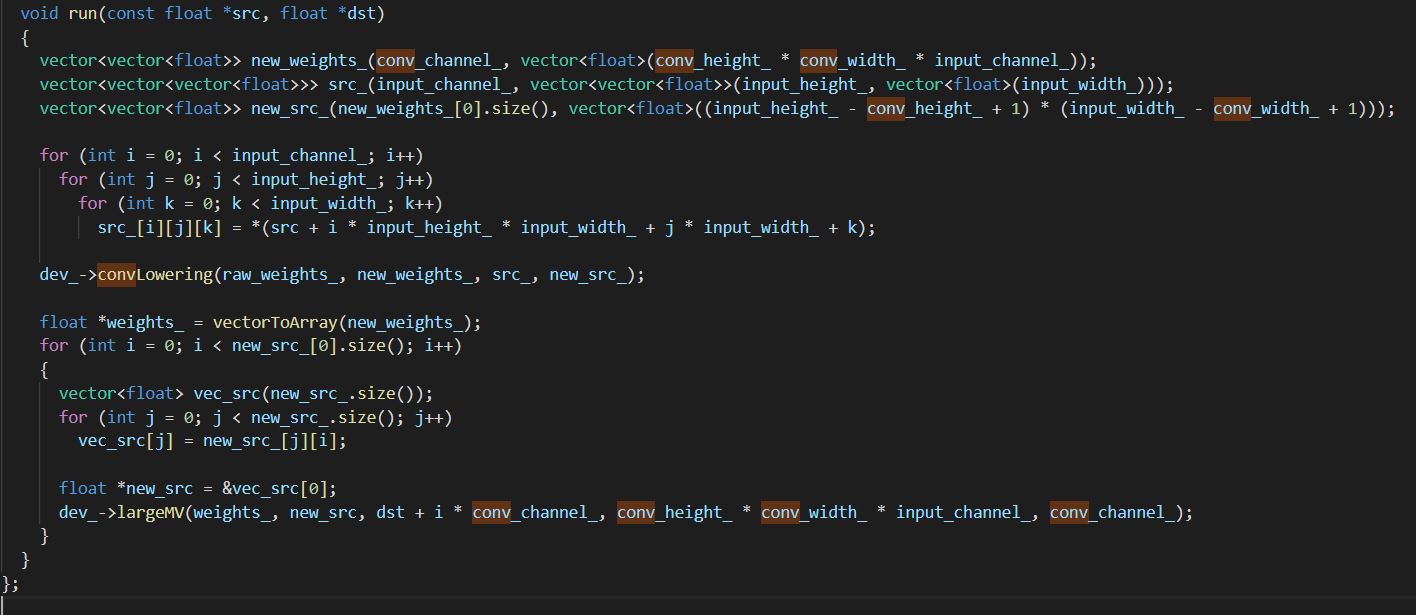 void run(const float *src, float *dst)
{
vector<vector<float>> new_weights_(conv_channel_, vector<float>(conv_height_ * conv_width_ * input_channel_));
vector<vector<vector<float>>> src_(input_channel_, vector<vector<float>>(input_height_, vector<float>(input_width_)));
vector<vector<float>> new_src_(new_weights_[0].size(), vector<float>((input_height_ - conv_height_ + 1) * (input_width_ - conv_width_ + 1)));
for (int i = 0; i < input_channel_; i++)
for (int j = 0; j < input_height_; j++)
for (int k = 0; k < input_width_; k++)
src_[i][j][k] = *(src + i * input_height_ * input_width_ + j * input_width_ + k);
dev_->convLowering(raw_weights_, new_weights_, src_, new_src_);
float *weights_ = vectorToArray(new_weights_);
for (int i = 0; i < new_src_[0].size(); i++)
{
vector<float> vec_src(new_src_.size());
for (int j = 0; j < new_src_.size(); j++)
vec_src[j] = new_src_[j][i];
float *new_src = &vec_src[0];
dev_->largeMV(weights_, new_src, dst + i * conv_channel_, conv_height_ * conv_width_ * input_channel_, conv_channel_);
}
}
};